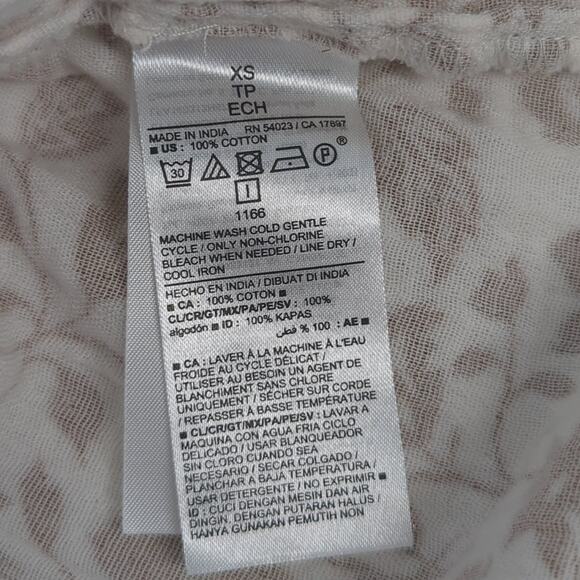 XS
TP
ECH
MADE IN INDIA RN 54023 / CA 17897
■ US : 100% COTTON ■
30 P ®
I
1166
MACHINE WASH COLD GENTLE
CYCLE / ONLY NON-CHLORINE
BLEACH WHEN NEEDED / LINE DRY /
COOL IRON
HECHO EN INDIA / DIBUAT DI INDIA
■ CA : 100% COTON ■
CL/CR/GT/MX/PA/PE/SV : 100%
algodón ■ ID : 100% KAPAS
■ AE : 100 % قطن
■ CA : LAVER À LA MACHINE À L'EAU
FROIDE AU CYCLE DÉLICAT /
UTILISER AU BESOIN UN AGENT DE
BLANCHIMENT SANS CHLORE
UNIQUEMENT / SÉCHER SUR CORDE
/ REPASSER À BASSE TEMPÉRATURE
■ CL/CR/GT/MX/PA/PE/SV : LAVAR A
MAQUINA CON AGUA FRIA CICLO
DELICADO / USAR BLANQUEADOR
SIN CLORO CUANDO SEA
NECESARIO / SECAR COLGADO /
PLANCHAR A BAJA TEMPERATURA /
USAR DETERGENTE / NO EXPRIMIR ■
ID : CUCI DENGAN MESIN DAN AIR
DINGIN, DENGAN PUTARAN HALUS /
HANYA GUNAKAN PEMUTIH NON